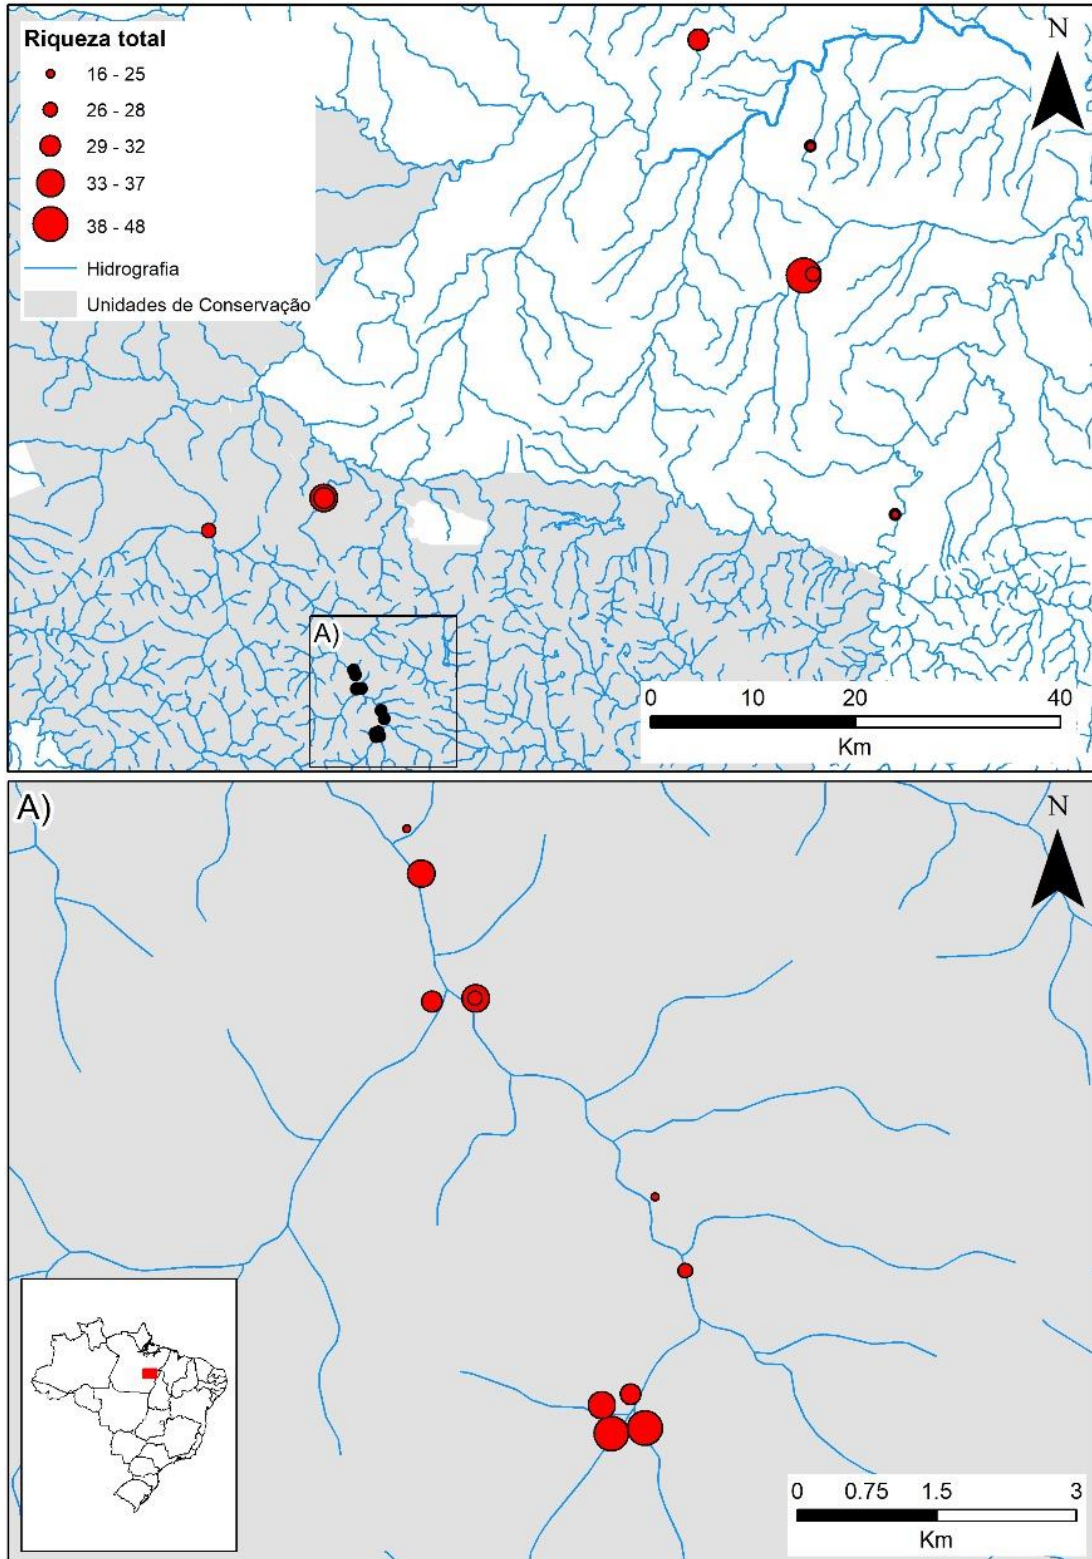 Riqueza total
16 - 25
26 - 28
29 - 32
33 - 37
38 - 48
Hidrografia
Unidades de Conservação
N
A)
0 10 20 40
Km
A)
N
0 0.75 1.5 3
Km